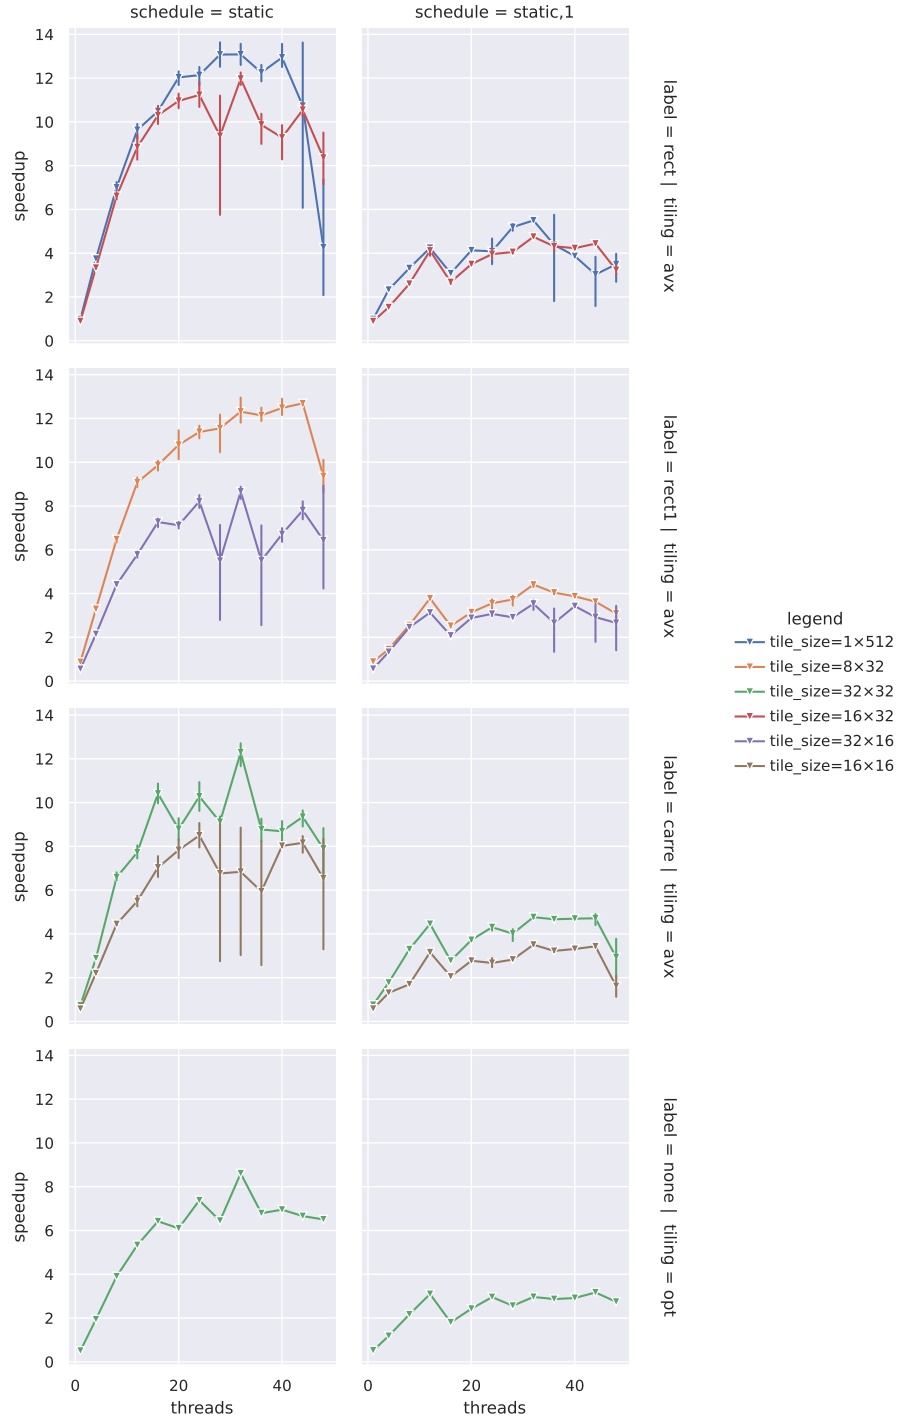 schedule = static
schedule = static,1
14
12
10
8
6
4
2
0
speedup
label = rect | tiling = avx
14
12
10
8
6
4
2
0
speedup
label = rect1 | tiling = avx
legend
tile_size=1×512
tile_size=8×32
tile_size=32×32
tile_size=16×32
tile_size=32×16
tile_size=16×16
14
12
10
8
6
4
2
0
speedup
label = carre | tiling = avx
14
12
10
8
6
4
2
0
speedup
label = none | tiling = opt
0 20 40
0 20 40
threads
threads